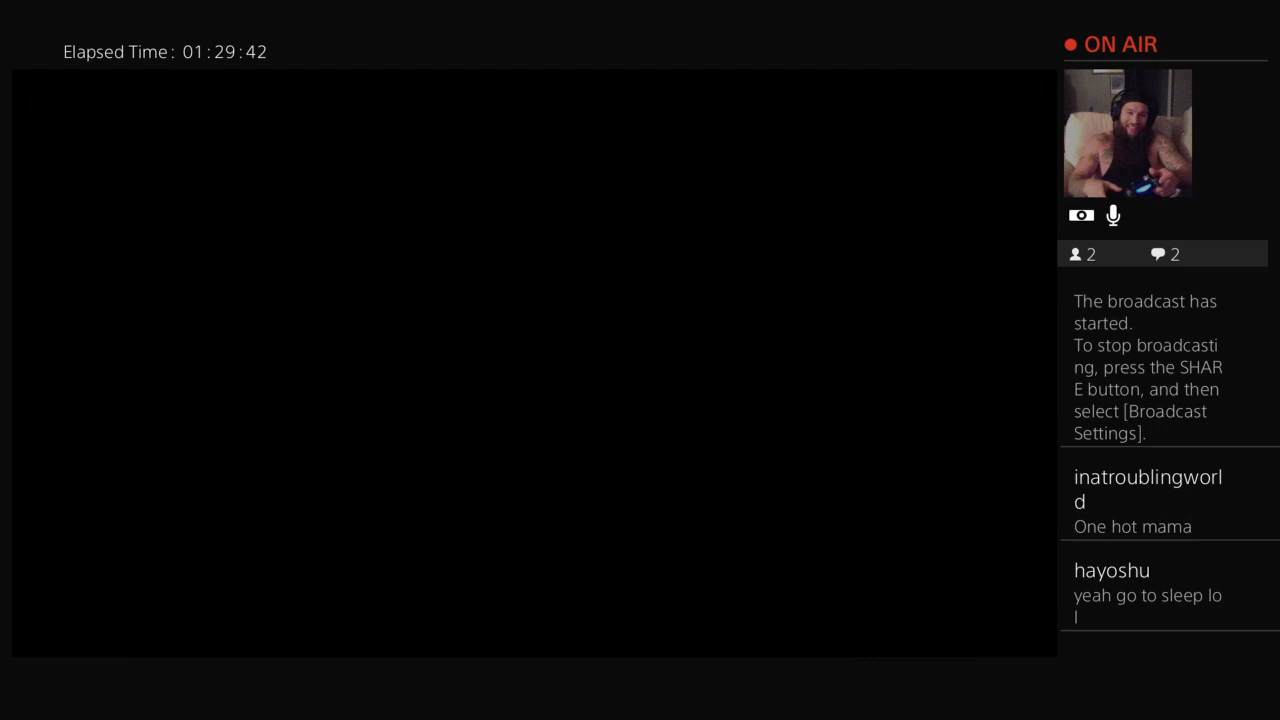 Elapsed Time: 01:29:42
ON AIR
2 2
The broadcast has
started.
To stop broadcasti
ng, press the SHAR
E button, and then
select [Broadcast
Settings].
inatroublingworl
d
One hot mama
hayoshu
yeah go to sleep lo
l